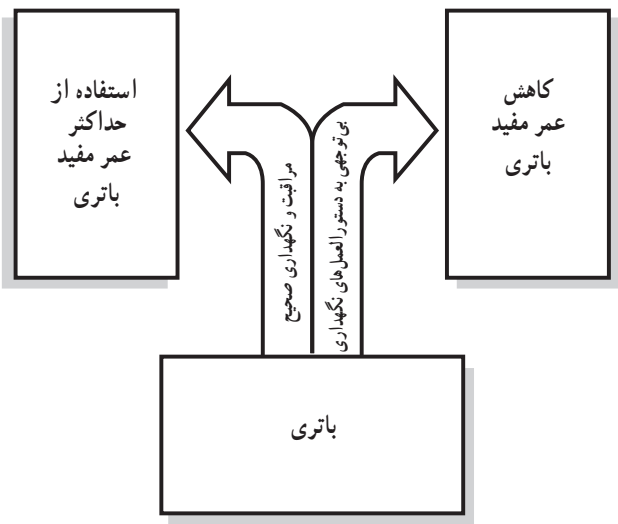 کاهش
عمر مفید
باتری
استفاده از
حداکثر
عمر مفید
باتری
بی‌توجهی به دستورالعمل‌های نگهداری
مراقبت و نگهداری صحیح
باتری